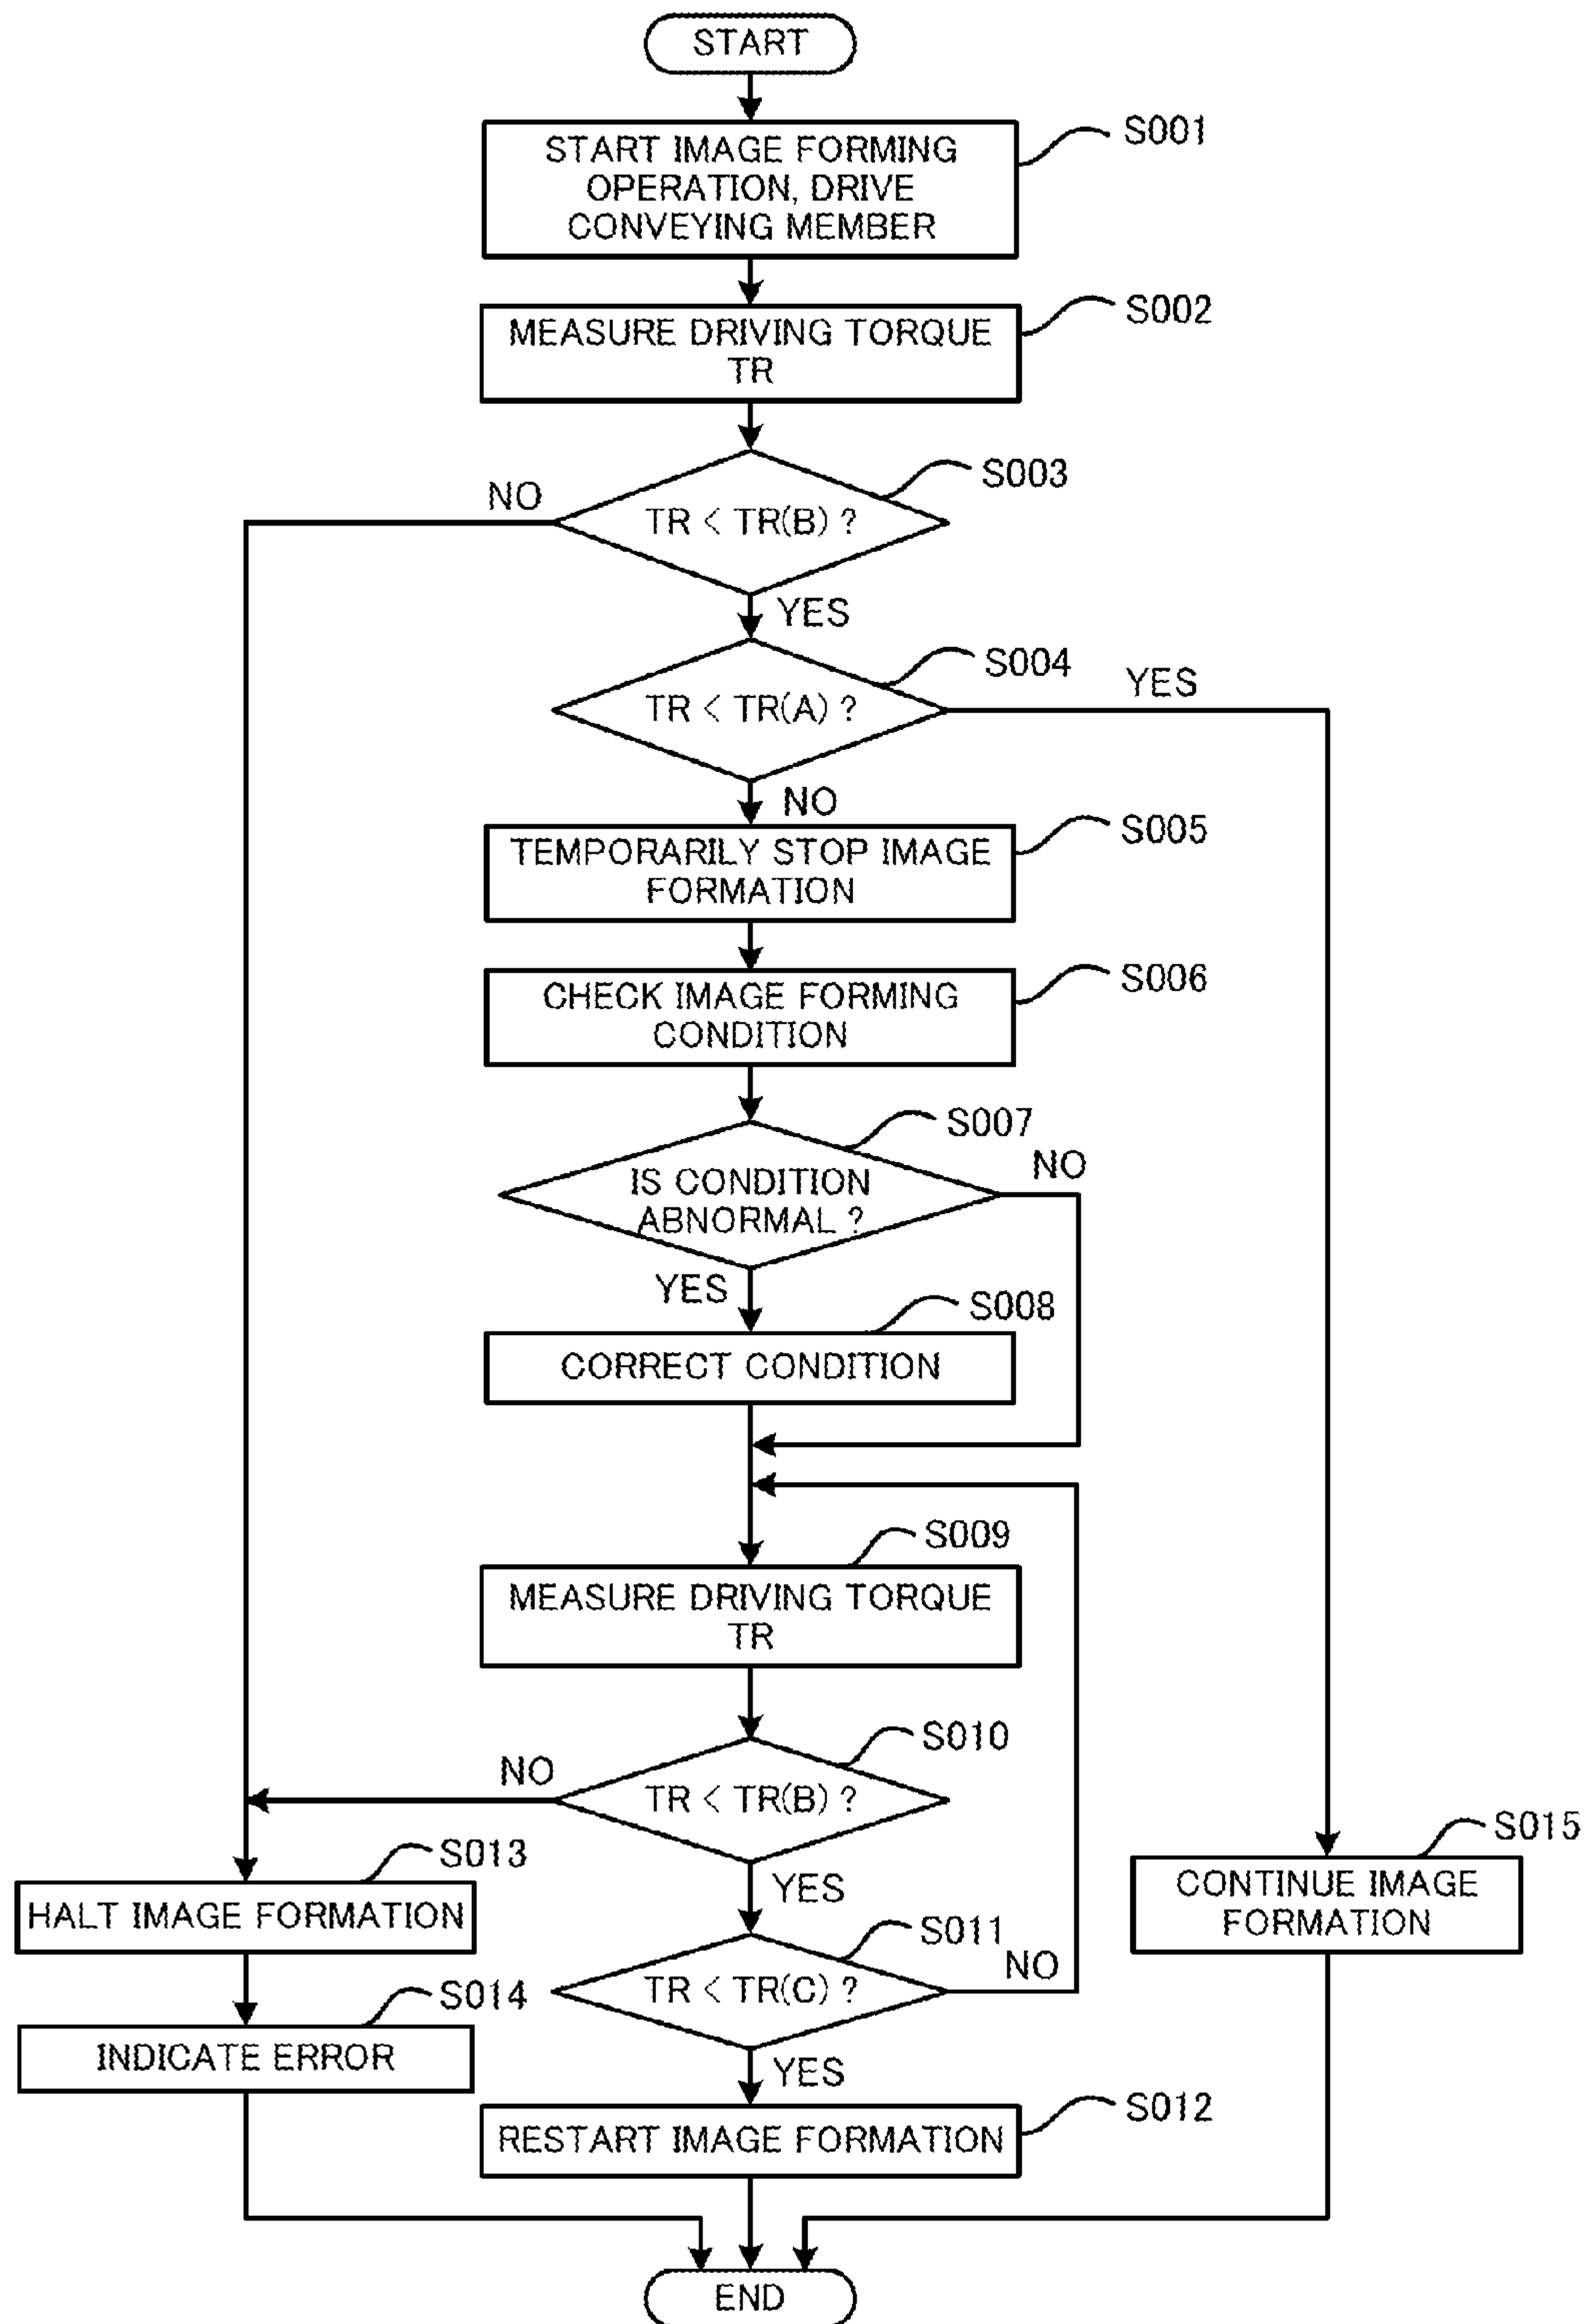 START
S001
START IMAGE FORMING
OPERATION, DRIVE
CONVEYING MEMBER
S002
MEASURE DRIVING TORQUE
TR
S003
NO
TR < TR(B) ?
YES
S004
YES
TR < TR(A) ?
NO
S005
TEMPORARILY STOP IMAGE
FORMATION
S006
CHECK IMAGE FORMING
CONDITION
S007
NO
IS CONDITION
ABNORMAL ?
YES
S008
CORRECT CONDITION
S009
MEASURE DRIVING TORQUE
TR
S010
NO
TR < TR(B) ?
YES
S011
NO
TR < TR(C) ?
YES
S012
RESTART IMAGE FORMATION
S013
HALT IMAGE FORMATION
S014
INDICATE ERROR
S015
CONTINUE IMAGE
FORMATION
END